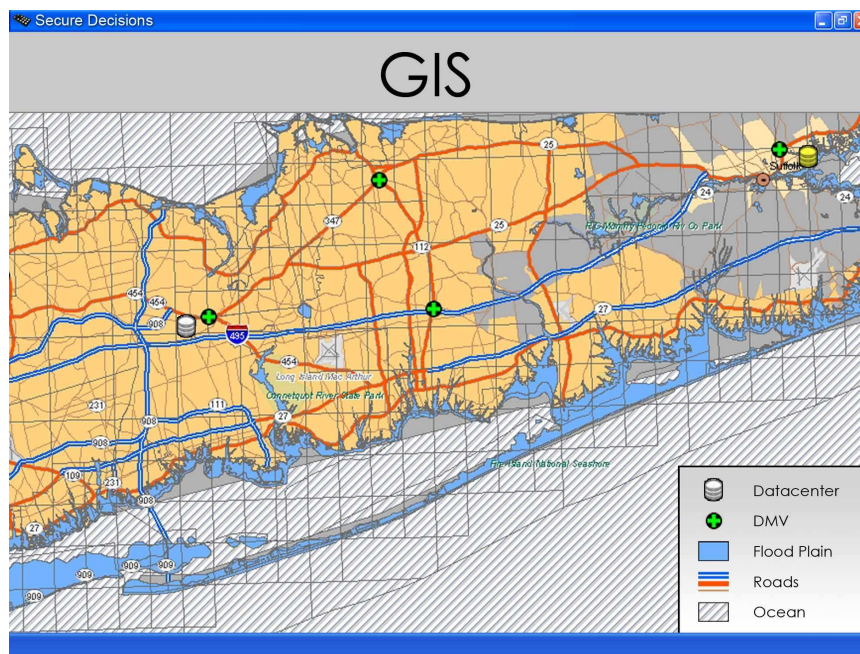 Secure Decisions
GIS
25
Suffolk
24
24
347
25
112
454
454
908
495
27
454
Long Island Mac Arthur
Connetquot River State Park
231
111
27
908
908
109
231
908
Fire Island National Seashore
27
909
909
909
909
Datacenter
DMV
Flood Plain
Roads
Ocean